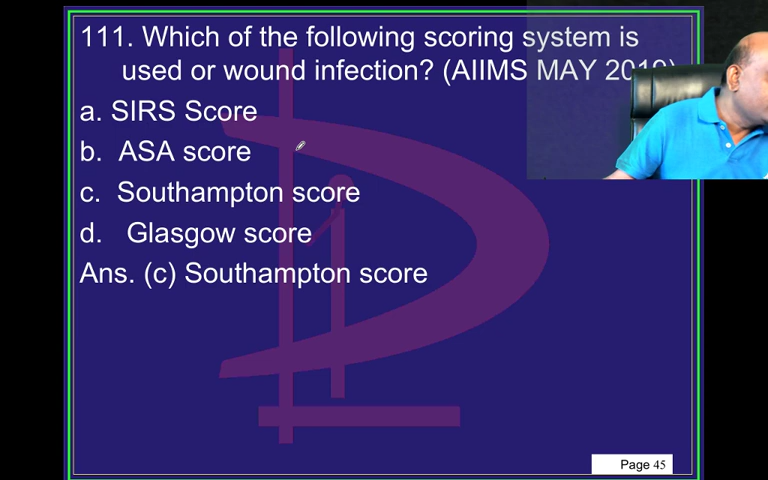 111. Which of the following scoring system is
used or wound infection? (AIIMS MAY 2019)
a. SIRS Score
b. ASA score
c. Southampton score
d. Glasgow score
Ans. (c) Southampton score
Page 45